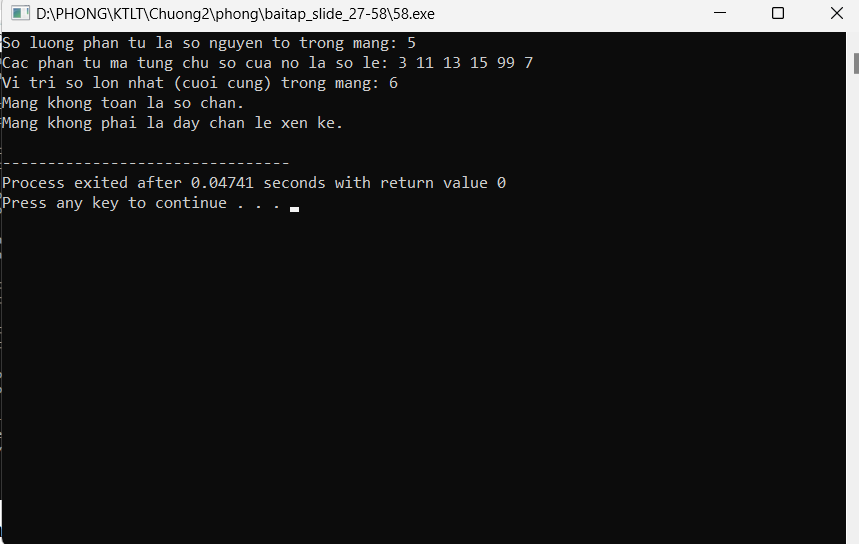 D:\PHONG\KTLT\Chuong2\phong\baitap_slide_27-58\58.exe
So luong phan tu la so nguyen to trong mang: 5
Cac phan tu ma tung chu so cua no la so le: 3 11 13 15 99 7
Vi tri so lon nhat (cuoi cung) trong mang: 6
Mang khong toan la so chan.
Mang khong phai la day chan le xen ke.
--------------------------------
Process exited after 0.04741 seconds with return value 0
Press any key to continue . . .